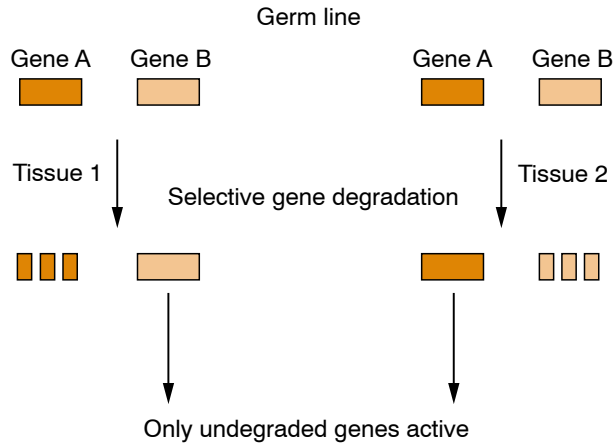 Germ line
Gene A Gene B Gene A Gene B
Tissue 1 Tissue 2
Selective gene degradation
Only undegraded genes active